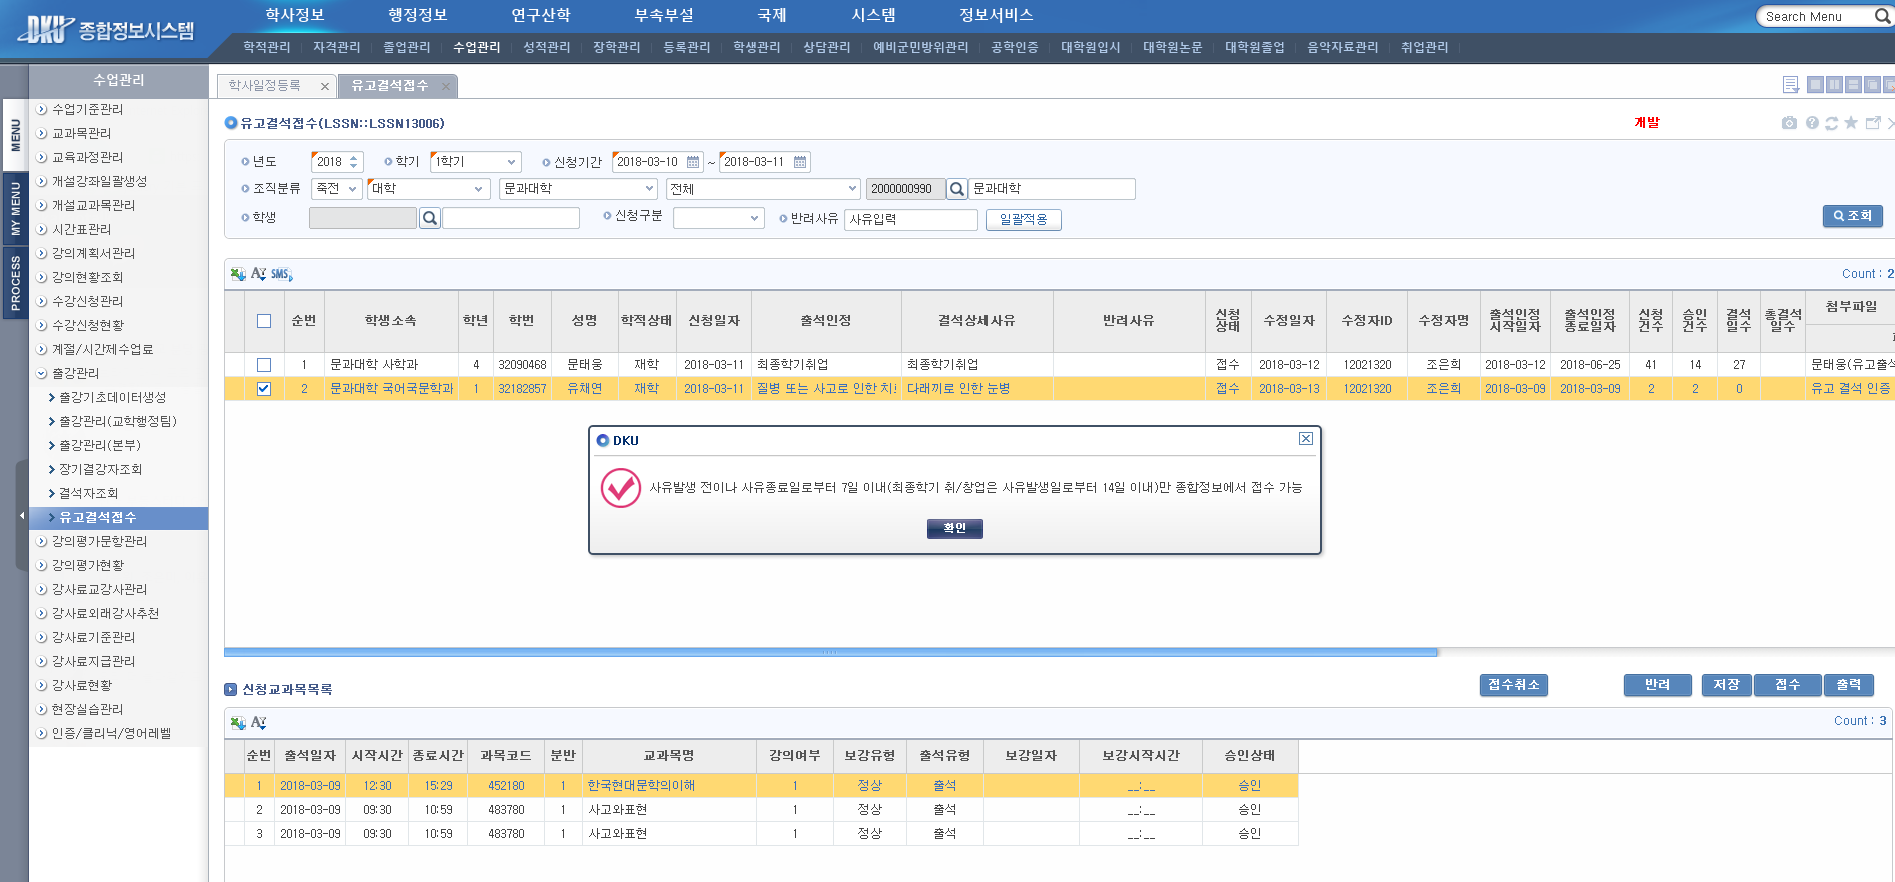 DKU 종합정보시스템
학사정보 행정정보 연구산학 부속부설 국제 시스템 정보서비스
Search Menu
학적관리 자격관리 졸업관리 수업관리 성적관리 장학관리 등록관리 학생관리 상담관리 예비군민방위관리 공학인증 대학원입시 대학원논문 대학원졸업 음악자료관리 취업관리
수업관리
MENU
MY MENU
PROCESS
수업기준관리
교과목관리
교육과정관리
개설강좌일괄생성
개설교과목관리
시간표관리
강의계획서관리
강의현황조회
수강신청관리
수강신청현황
계절/시간제수업료
출강관리
출강기초데이터생성
출강관리(교학행정팀)
출강관리(본부)
장기결강자조회
결석자조회
유고결석접수
강의평가문항관리
강의평가현황
강사료교강사관리
강사료외래강사추천
강사료기준관리
강사료지급관리
강사료현황
현장실습관리
인증/클리닉/영어레벨
학사일정등록 유고결석접수
유고결석접수(LSSN::LSSN13006) 개발
년도 2018 학기 1학기 신청기간 2018-03-10 ~ 2018-03-11
조직분류 죽전 대학 문과대학 전체 2000000990 문과대학
학생 신청구분 반려사유 사유입력 일괄적용 조회
SMS Count : 2
순번 학생소속 학년 학번 성명 학적상태 신청일자 출석인정 결석상세사유 반려사유 신청상태 수정일자 수정자ID 수정자명 출석인정시작일자 출석인정종료일자 신청건수 승인건수 결석일수 총결석일수 첨부파일
1 문과대학 사학과 4 32090468 문태웅 재학 2018-03-11 최종학기취업 최종학기취업 접수 2018-03-12 12021320 조은희 2018-03-12 2018-06-25 41 14 27 문태웅(유고출석
2 문과대학 국어국문학과 1 32182857 유채연 재학 2018-03-11 질병 또는 사고로 인한 치료 다래끼로 인한 눈병 접수 2018-03-13 12021320 조은희 2018-03-09 2018-03-09 2 2 0 유고 결석 인증
DKU
사유발생 전이나 사유종료일로부터 7일 이내(최종학기 취/창업은 사유발생일로부터 14일 이내)만 종합정보에서 접수 가능
확인
신청교과목목록 접수취소 반려 저장 접수 출력
Count : 3
순번 출석일자 시작시간 종료시간 과목코드 분반 교과목명 강의여부 보강유형 출석유형 보강일자 보강시작시간 승인상태
1 2018-03-09 12:30 15:29 452180 1 한국현대문학의이해 1 정상 출석 __:__ 승인
2 2018-03-09 09:30 10:59 483780 1 사고와표현 1 정상 출석 __:__ 승인
3 2018-03-09 09:30 10:59 483780 1 사고와표현 1 정상 출석 __:__ 승인